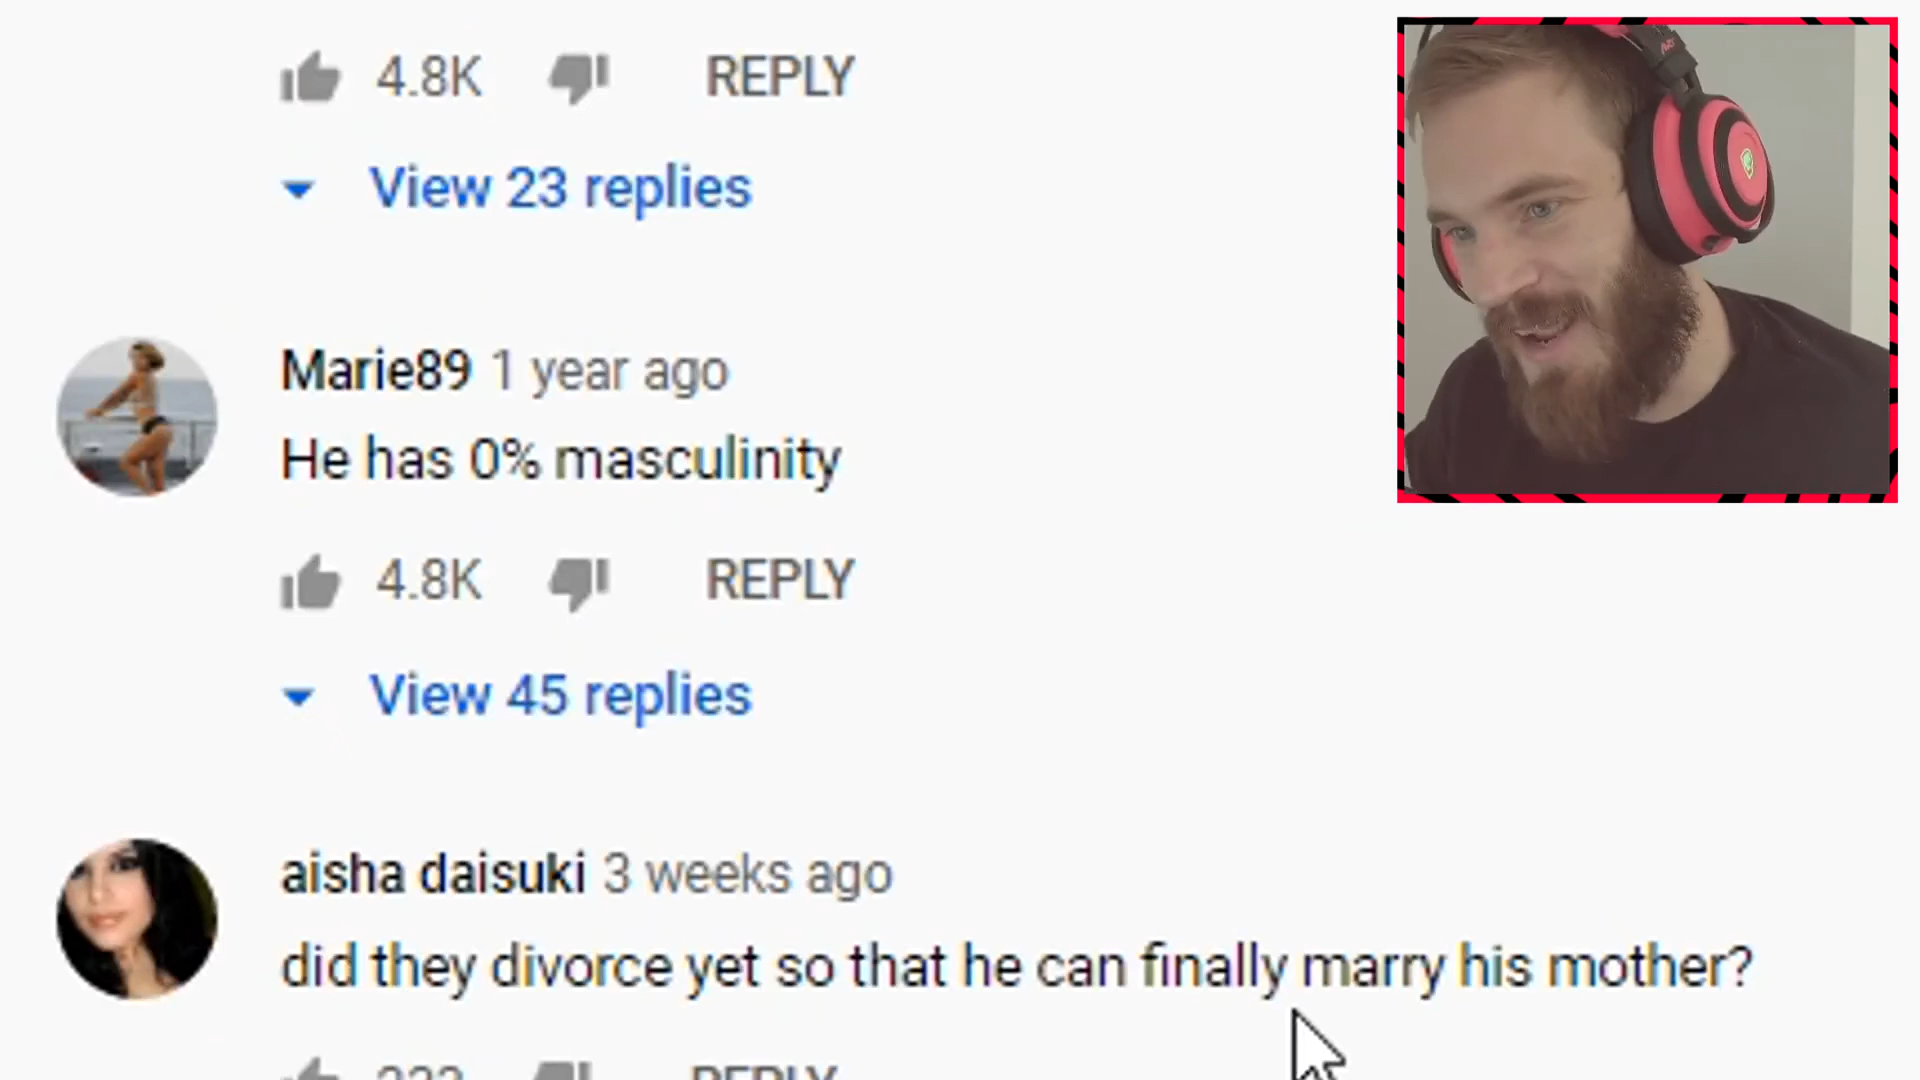 4.8K REPLY
View 23 replies
Marie89 1 year ago
He has 0% masculinity
4.8K REPLY
View 45 replies
aisha daisuki 3 weeks ago
did they divorce yet so that he can finally marry his mother?
REPLY